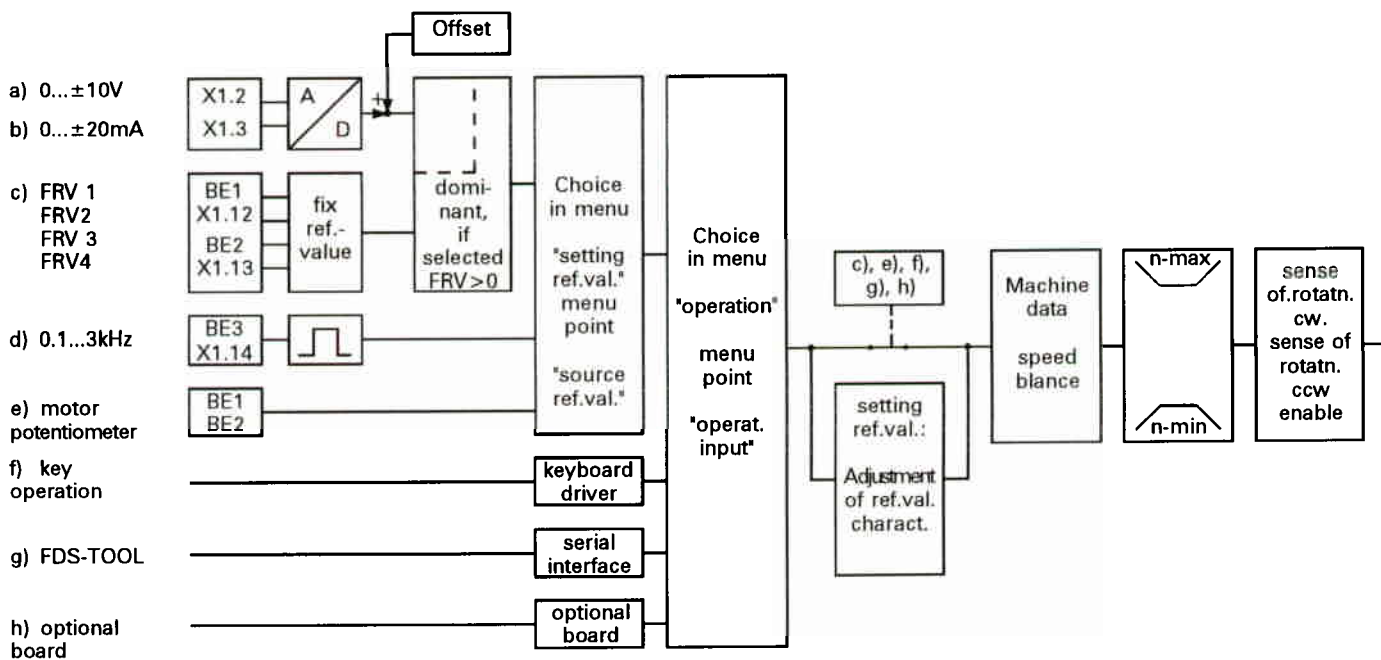 Offset
a) 0...±10V
b) 0...±20mA
X1.2
X1.3
A
D
+
c) FRV 1
FRV2
FRV 3
FRV4
BE1
X1.12
BE2
X1.13
fix
ref.-
value
domi-
nant,
if
selected
FRV>0
d) 0.1...3kHz
BE3
X1.14
e) motor
potentiometer
BE1
BE2
Choice
in menu
"setting
ref.val."
menu
point
"source
ref.val."
f) key
operation
keyboard
driver
g) FDS-TOOL
serial
interface
h) optional
board
optional
board
Choice
in menu
"operation"
menu
point
"operat.
input"
c), e), f),
g), h)
setting
ref.val.:
Adjustment
of ref.val.
charact.
Machine
data
speed
blance
n-max
n-min
sense
of.rotatn.
cw.
sense of
rotatn.
ccw
enable